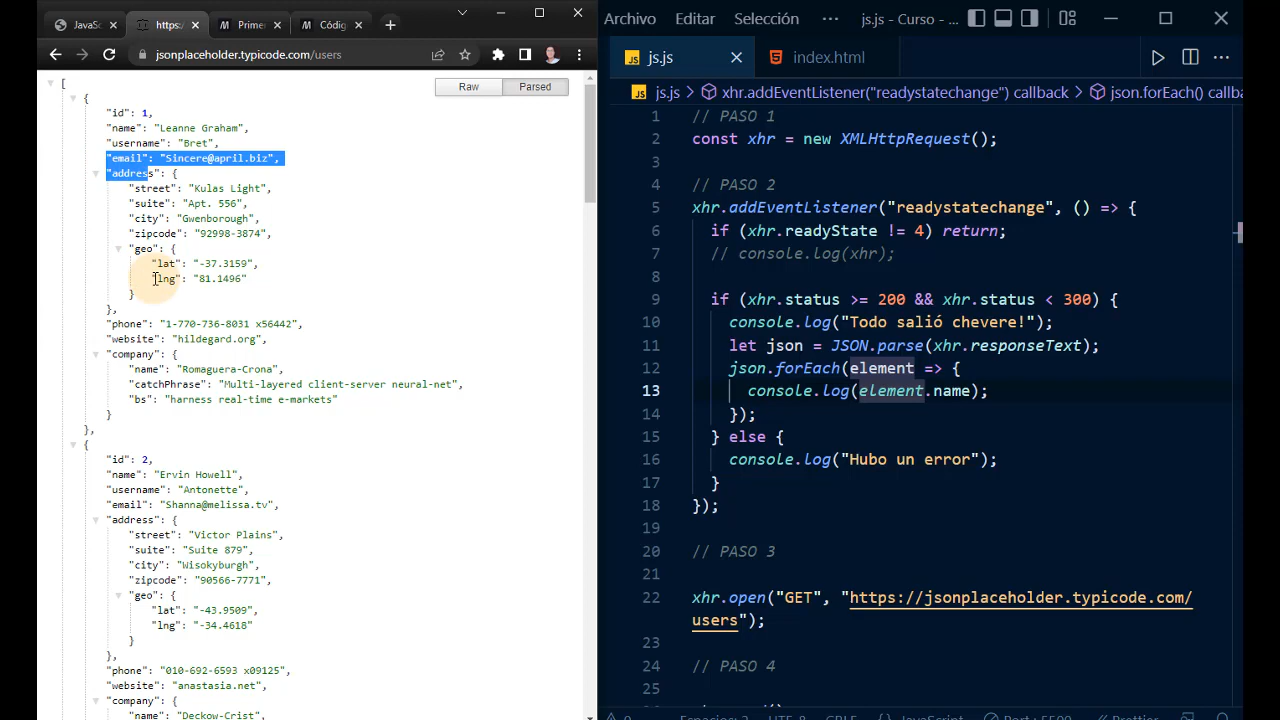 JavaSc
https:/
Primer
Códig
jsonplaceholder.typicode.com/users
Raw
Parsed
[
{
"id": 1,
"name": "Leanne Graham",
"username": "Bret",
"email": "Sincere@april.biz",
"address": {
"street": "Kulas Light",
"suite": "Apt. 556",
"city": "Gwenborough",
"zipcode": "92998-3874",
"geo": {
"lat": "-37.3159",
"lng": "81.1496"
}
},
"phone": "1-770-736-8031 x56442",
"website": "hildegard.org",
"company": {
"name": "Romaguera-Crona",
"catchPhrase": "Multi-layered client-server neural-net",
"bs": "harness real-time e-markets"
}
},
{
"id": 2,
"name": "Ervin Howell",
"username": "Antonette",
"email": "Shanna@melissa.tv",
"address": {
"street": "Victor Plains",
"suite": "Suite 879",
"city": "Wisokyburgh",
"zipcode": "90566-7771",
"geo": {
"lat": "-43.9509",
"lng": "-34.4618"
}
},
"phone": "010-692-6593 x09125",
"website": "anastasia.net",
"company": {
"name": "Deckow-Crist",
Archivo Editar Selección ··· js.js - Curso - ...
JS js.js
index.html
JS js.js > xhr.addEventListener("readystatechange") callback > json.forEach() callba
1 // PASO 1
2 const xhr = new XMLHttpRequest();
3
4 // PASO 2
5 xhr.addEventListener("readystatechange", () => {
6 if (xhr.readyState != 4) return;
7 // console.log(xhr);
8
9 if (xhr.status >= 200 && xhr.status < 300) {
10 console.log("Todo salió chevere!");
11 let json = JSON.parse(xhr.responseText);
12 json.forEach(element => {
13 console.log(element.name);
14 });
15 } else {
16 console.log("Hubo un error");
17 }
18 });
19
20 // PASO 3
21
22 xhr.open("GET", "https://jsonplaceholder.typicode.com/
users");
23
24 // PASO 4
25